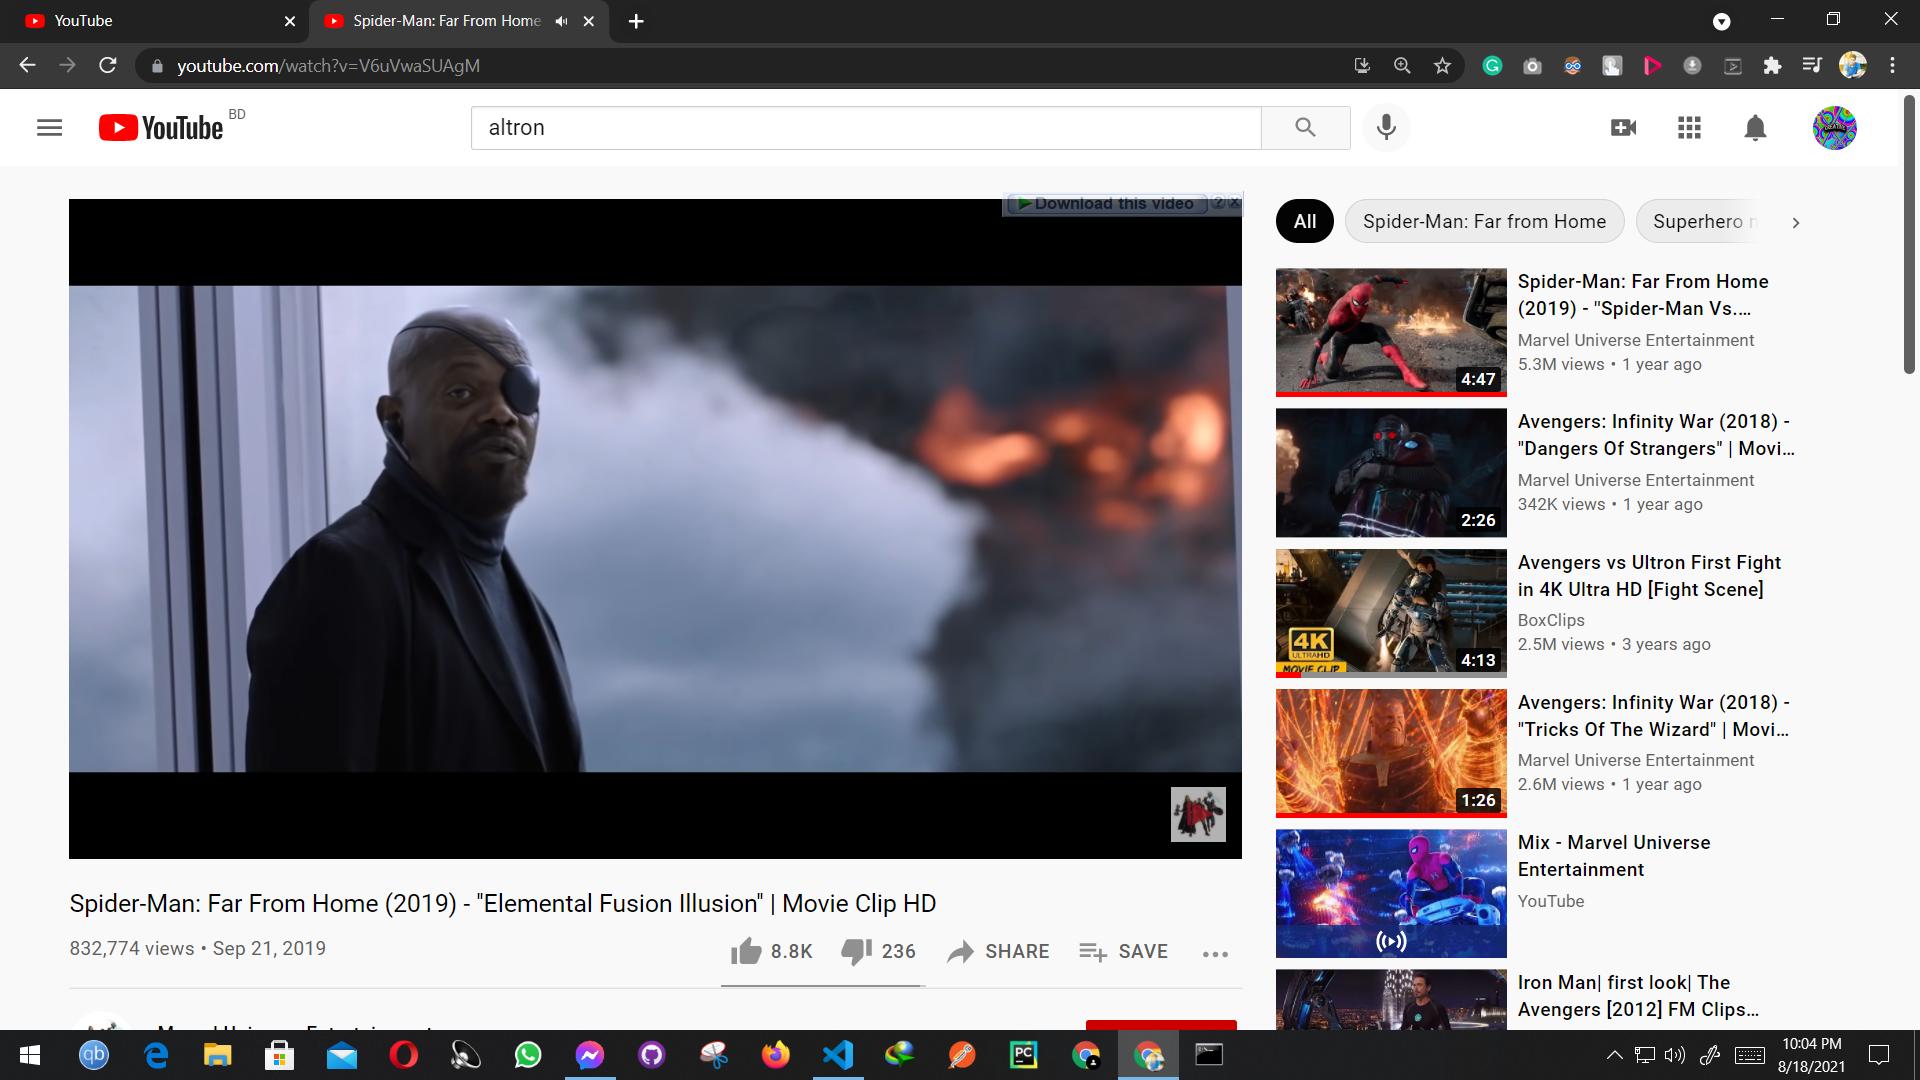 YouTube
Spider-Man: Far From Home
youtube.com/watch?v=V6uVwaSUAgM
YouTube BD
altron
Download this video
All
Spider-Man: Far from Home
Superhero
Spider-Man: Far From Home
(2019) - "Spider-Man Vs....
Marvel Universe Entertainment
5.3M views • 1 year ago
4:47
Avengers: Infinity War (2018) -
"Dangers Of Strangers" | Movi...
Marvel Universe Entertainment
342K views • 1 year ago
2:26
Avengers vs Ultron First Fight
in 4K Ultra HD [Fight Scene]
BoxClips
2.5M views • 3 years ago
4K
ULTRAHD
MOVIE CLIP
4:13
Avengers: Infinity War (2018) -
"Tricks Of The Wizard" | Movi...
Marvel Universe Entertainment
2.6M views • 1 year ago
1:26
Mix - Marvel Universe
Entertainment
YouTube
Iron Man| first look| The
Avengers [2012] FM Clips...
Spider-Man: Far From Home (2019) - "Elemental Fusion Illusion" | Movie Clip HD
832,774 views • Sep 21, 2019
8.8K
236
SHARE
SAVE
Marvel Universe Entertainment
qb
PC
10:04 PM
8/18/2021